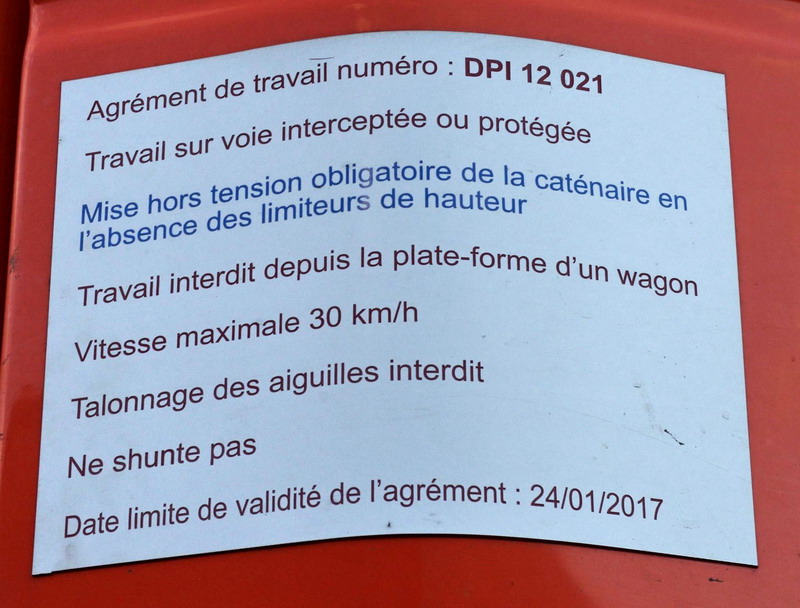 Agrément de travail numéro : DPI 12 021
Travail sur voie interceptée ou protégée
Mise hors tension obligatoire de la caténaire en
l'absence des limiteurs de hauteur
Travail interdit depuis la plate-forme d'un wagon
Vitesse maximale 30 km/h
Talonnage des aiguilles interdit
Ne shunte pas
Date limite de validité de l'agrément : 24/01/2017